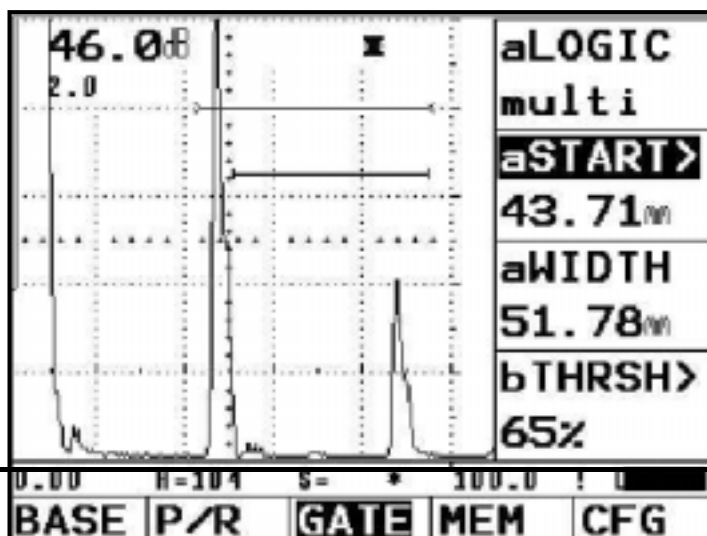 46.0dB
2.0
aLOGIC
multi
aSTART>
43.71mm
aWIDTH
51.78mm
bTHRSH>
65%
0.00 H=104 S= * 100.0 !
BASE P/R GATE MEM CFG